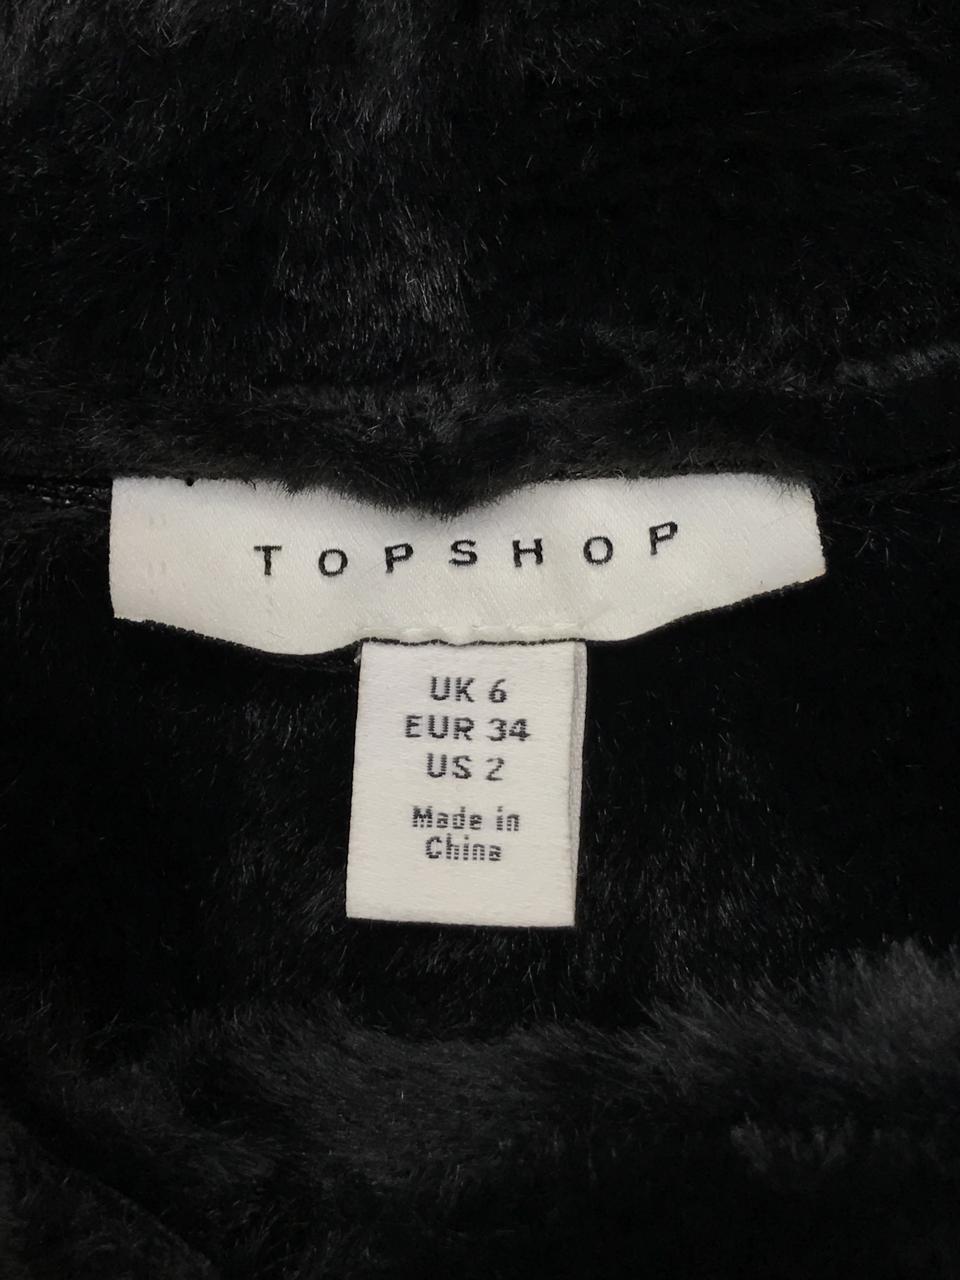 TOPSHOP
UK 6
EUR 34
US 2
Made in
China